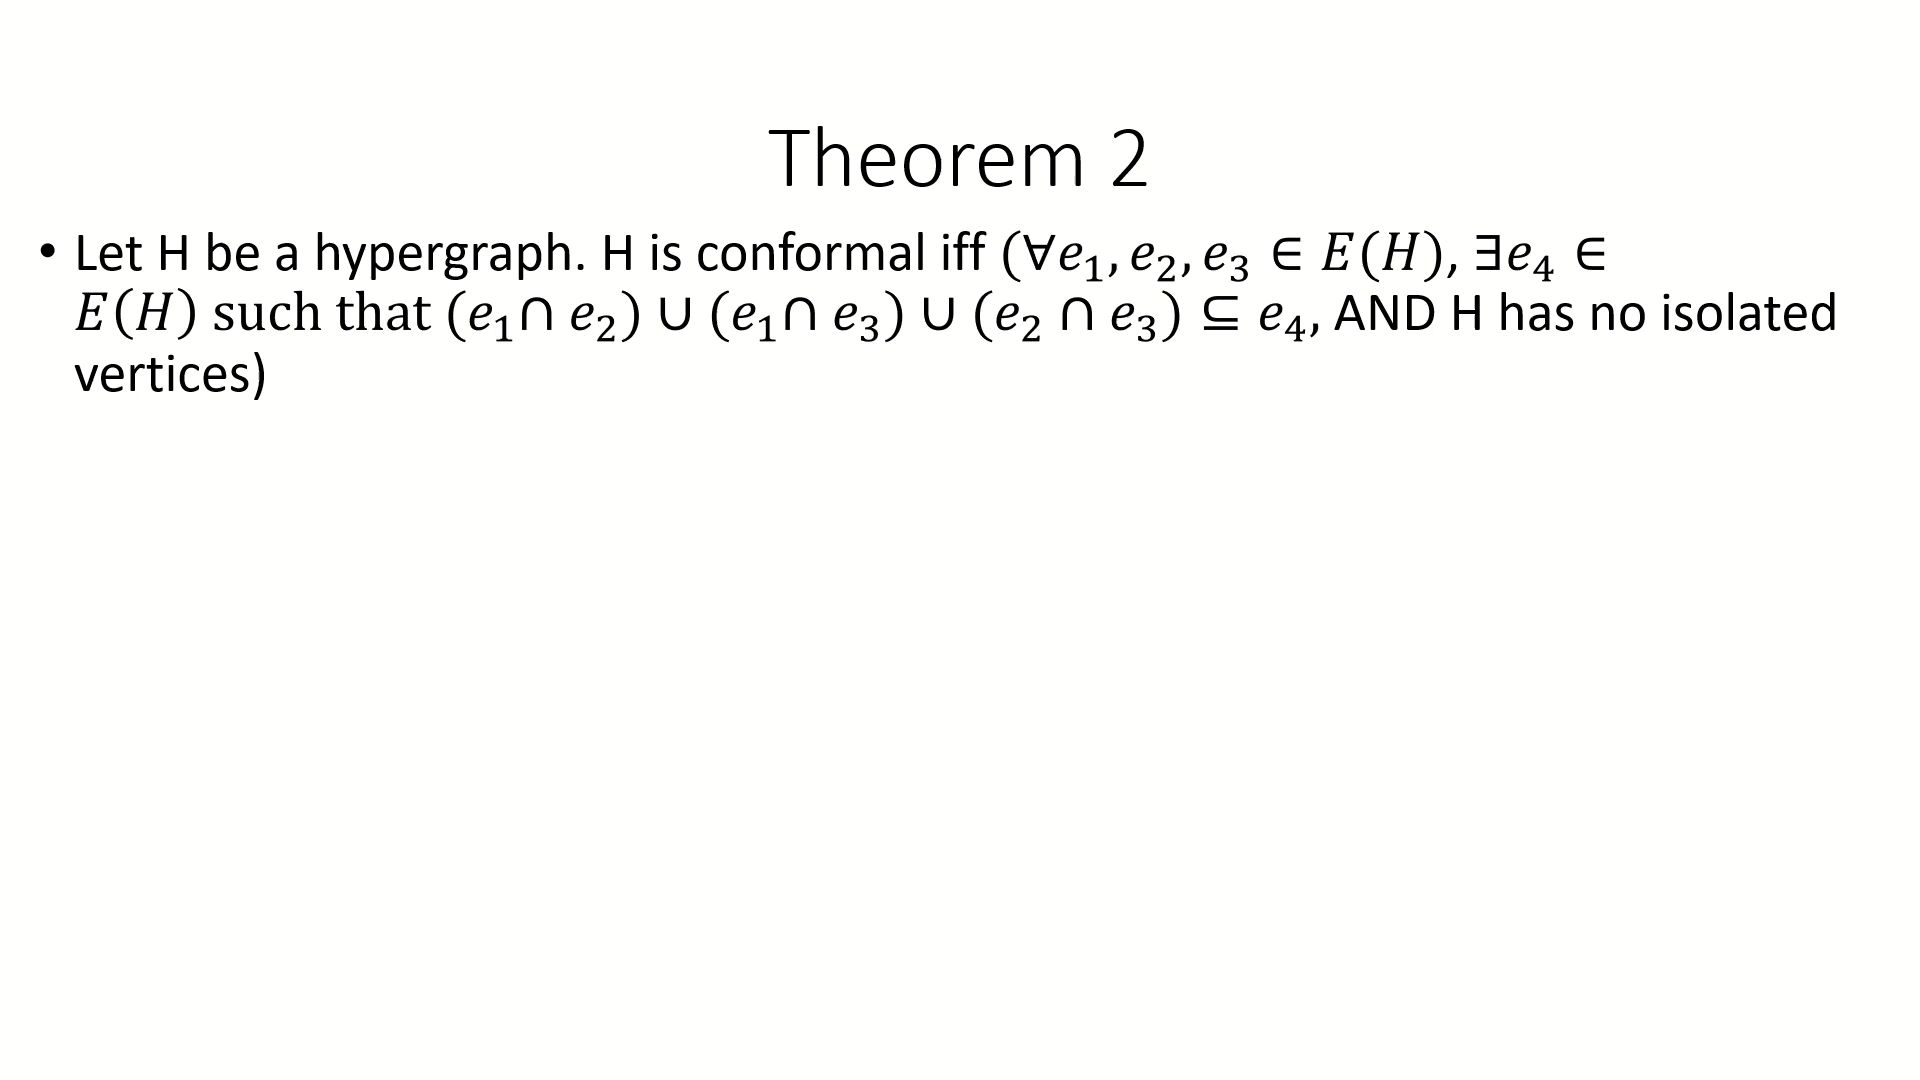 Theorem 2
• Let H be a hypergraph. H is conformal iff (∀e₁, e₂, e₃ ∈ E(H), ∃e₄ ∈
E(H) such that (e₁∩ e₂) ∪ (e₁∩ e₃) ∪ (e₂ ∩ e₃) ⊆ e₄, AND H has no isolated
vertices)